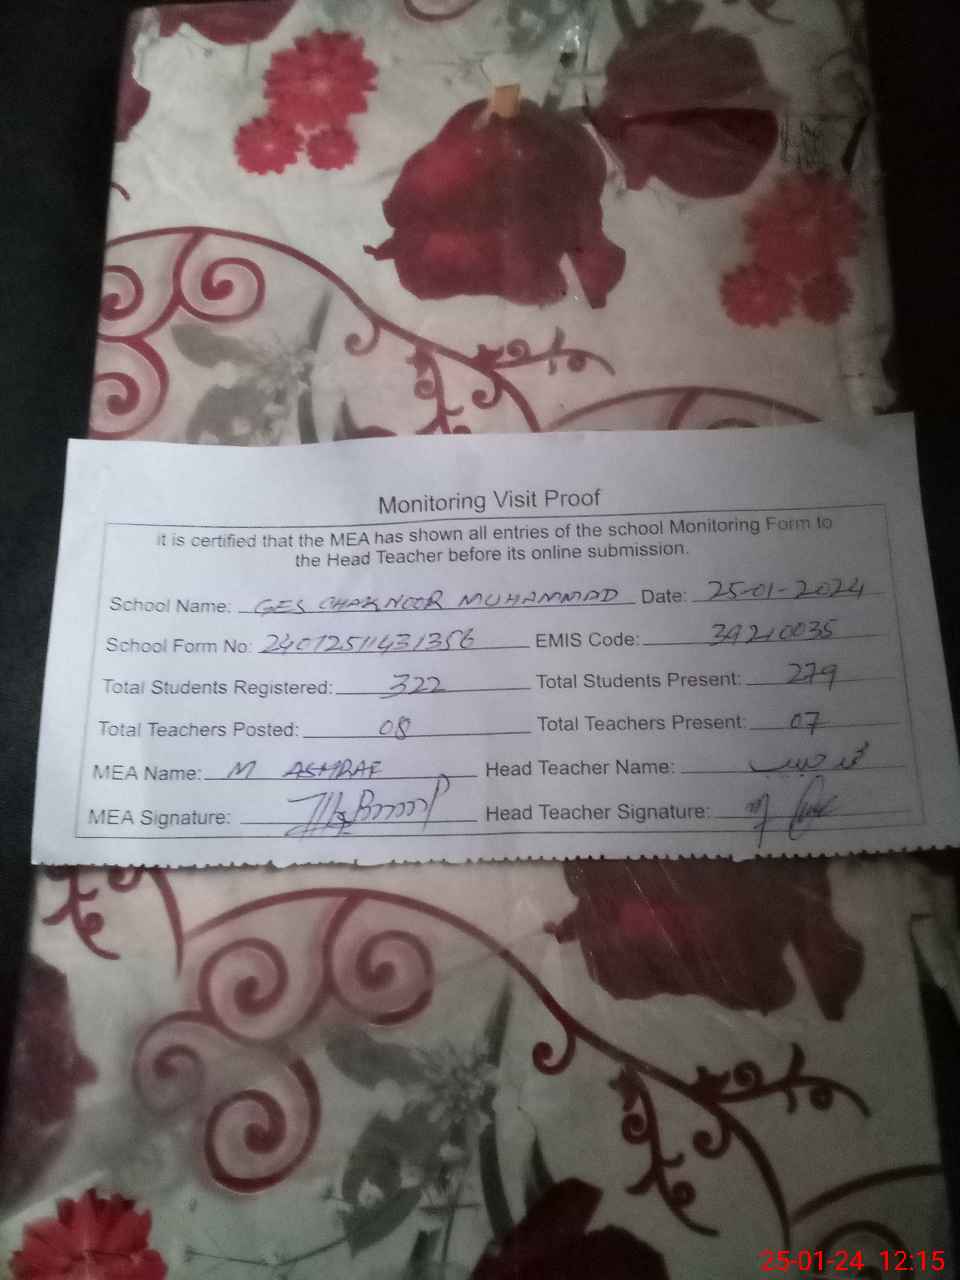 Monitoring Visit Proof
it is certified that the MEA has shown all entries of the school Monitoring Form to
the Head Teacher before its online submission.
School Name: GES CHAK NOOR MUHAMMAD Date: 25-01-2024
School Form No: 24012511431356 EMIS Code: 39210035
Total Students Registered: 322 Total Students Present: 279
Total Teachers Posted: 08 Total Teachers Present: 07
MEA Name: M ASHRAF Head Teacher Name:
MEA Signature: Head Teacher Signature:
25-01-24 12:15